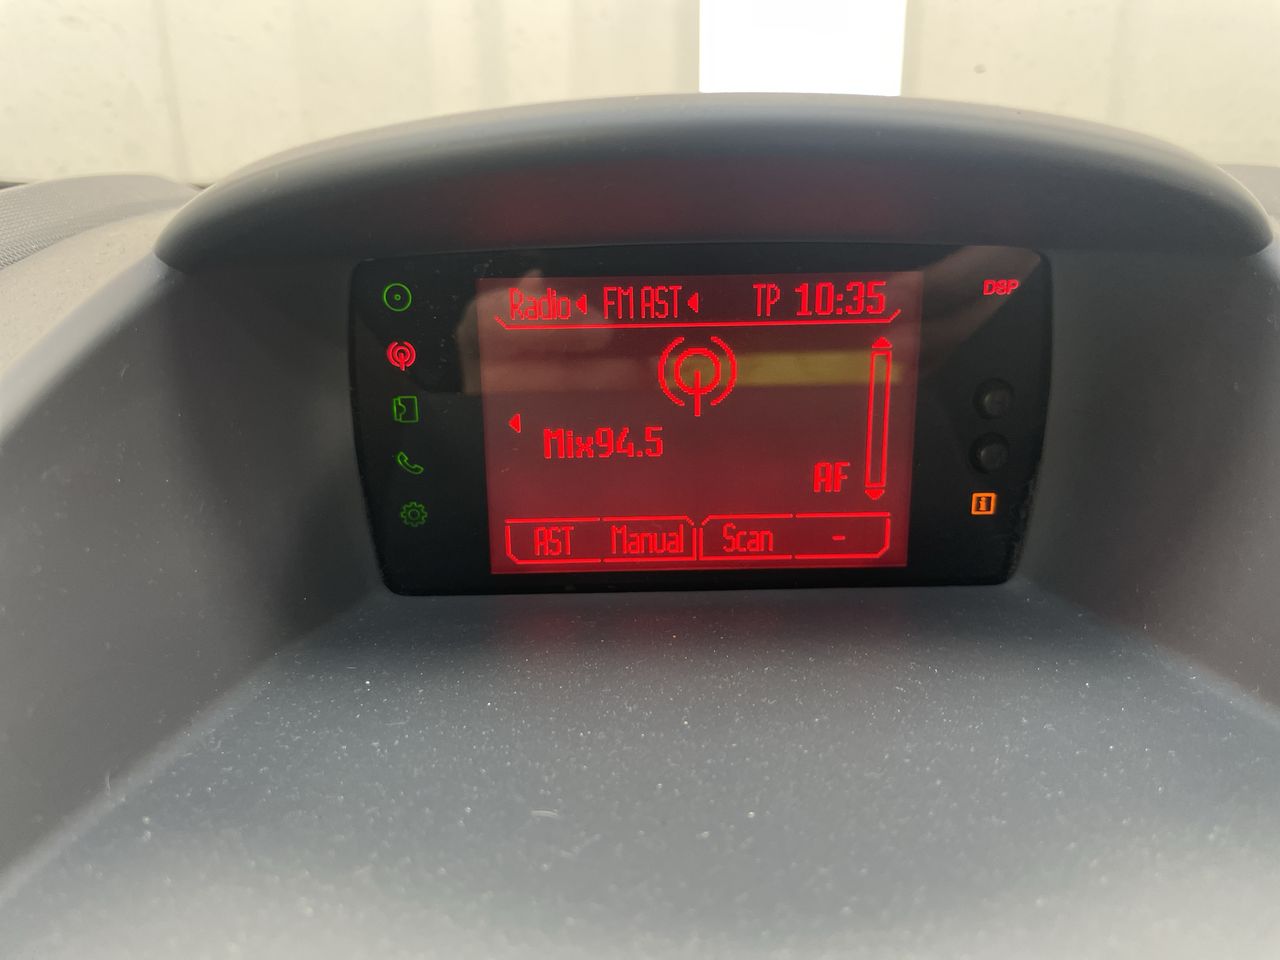 Radio FM AST TP 10:35
DSP
Mix94.5
AF
AST Manual Scan -